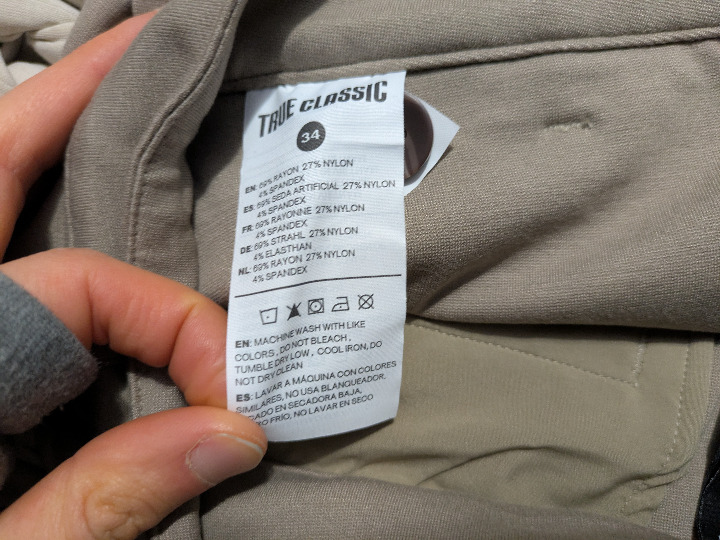 TRUE CLASSIC
34
EN: 69% RAYON 27% NYLON
4% SPANDEX
ES: 69% SEDA ARTIFICIAL 27% NYLON
4% SPANDEX
FR: 69% RAYONNE 27% NYLON
4% SPANDEX
DE: 69% STRAHL 27% NYLON
4% ELASTHAN
NL: 69% RAYON 27% NYLON
4% SPANDEX
EN: MACHINE WASH WITH LIKE
COLORS , DO NOT BLEACH ,
TUMBLE DRY LOW , COOL IRON, DO
NOT DRY CLEAN
ES: LAVAR A MÁQUINA CON COLORES
SIMILARES, NO USA BLANQUEADOR,
EN SECADORA BAJA,
FRÍO, NO LAVAR EN SECO